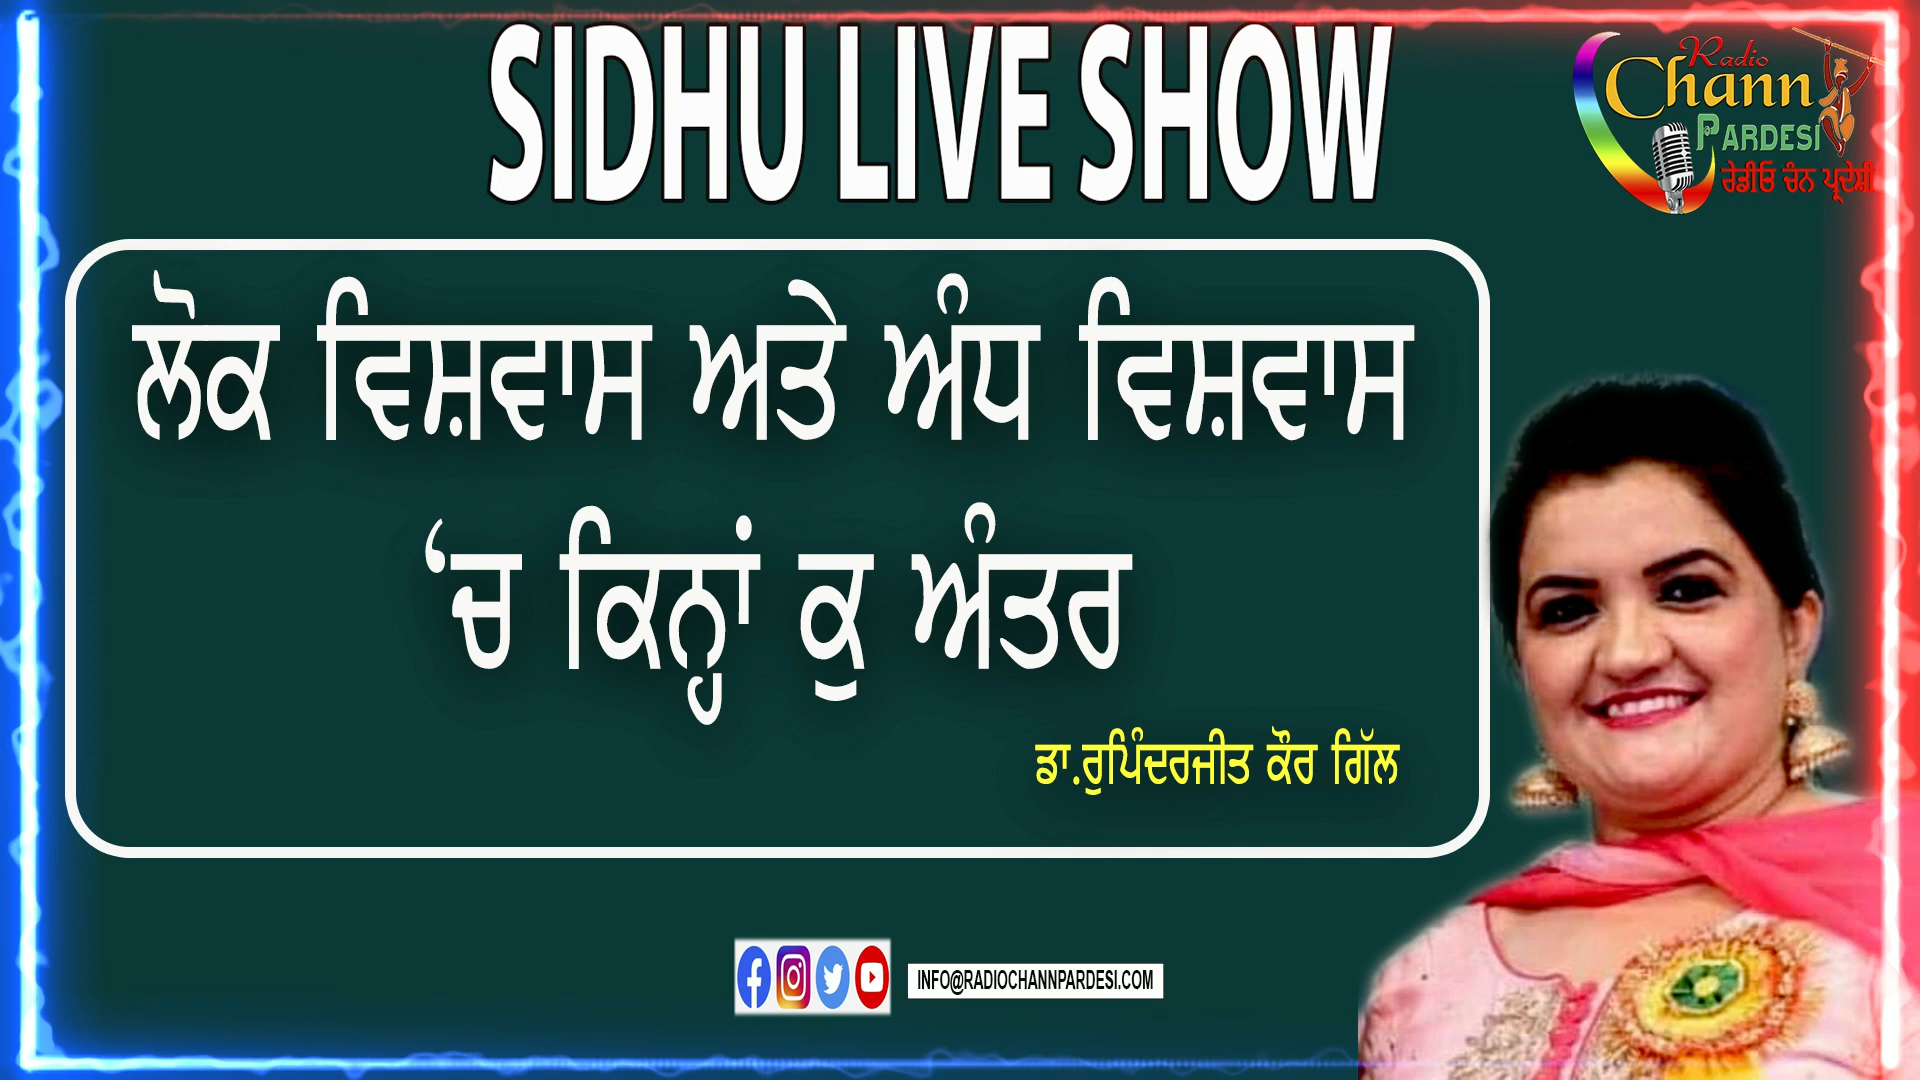 SIDHU LIVE SHOW
Radio
Chann
PARDESI
ਰੇਡੀਓ ਚੰਨ ਪ੍ਰਦੇਸ਼ੀ
ਲੋਕ ਵਿਸ਼ਵਾਸ ਅਤੇ ਅੰਧ ਵਿਸ਼ਵਾਸ
‘ਚ ਕਿਨ੍ਹਾਂ ਕੁ ਅੰਤਰ
ਡਾ.ਰੁਪਿੰਦਰਜੀਤ ਕੌਰ ਗਿੱਲ
INFO@RADIOCHANNPARDESI.COM